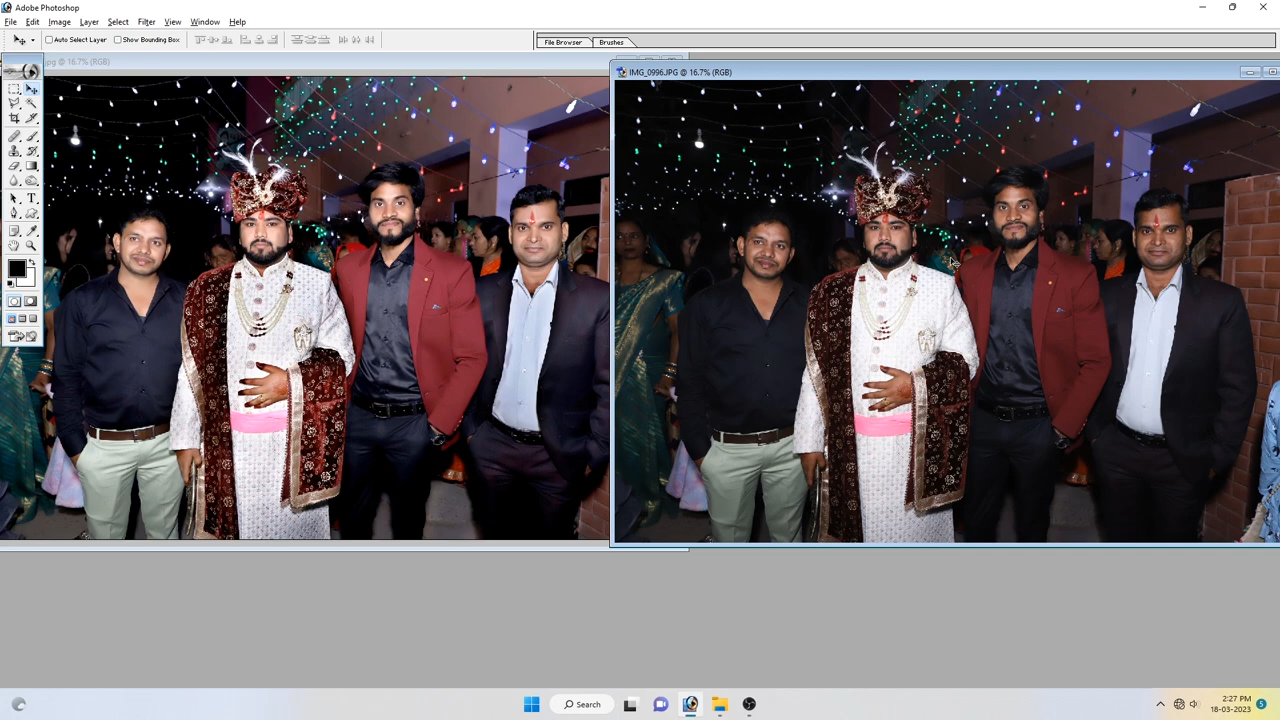 Adobe Photoshop
File Edit Image Layer Select Filter View Window Help
Auto Select Layer Show Bounding Box File Browser Brushes
jpg @ 16.7% (RGB)
IMG_0996.JPG @ 16.7% (RGB)
T
Search
2:27 PM
18-03-2023 5